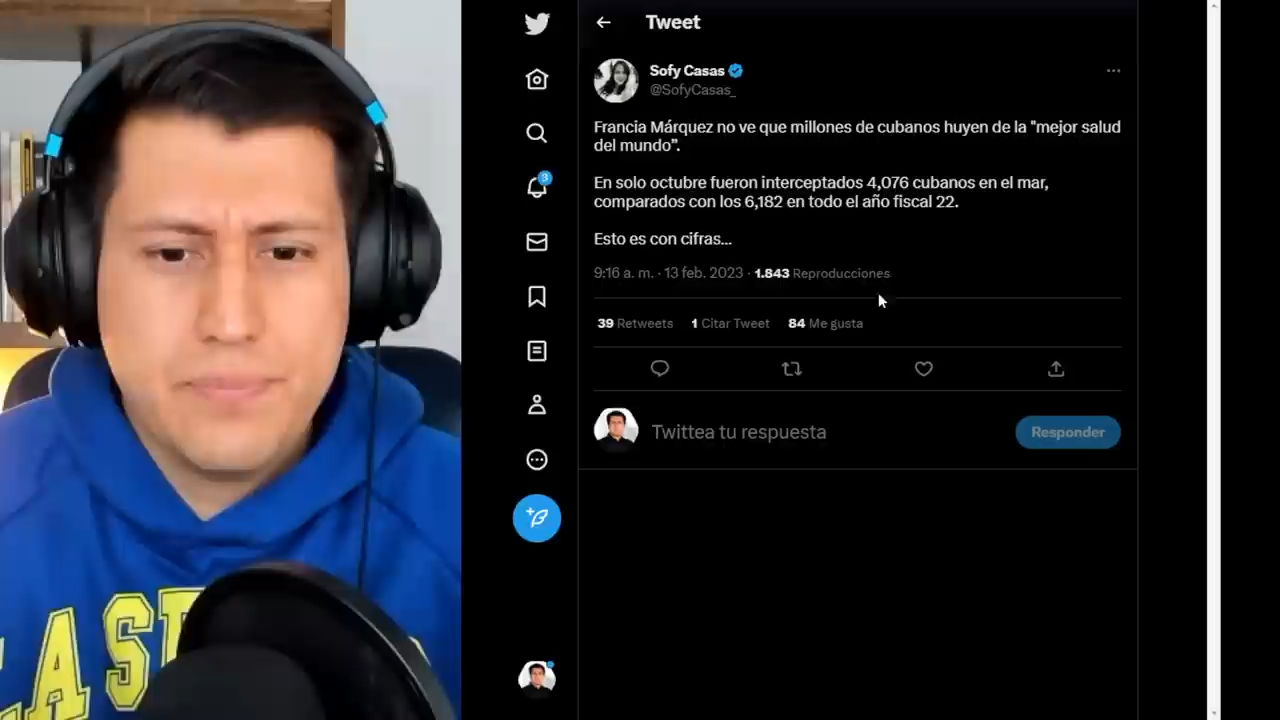 Tweet
Sofy Casas
@SofyCasas_
Francia Márquez no ve que millones de cubanos huyen de la "mejor salud
del mundo”.
En solo octubre fueron interceptados 4,076 cubanos en el mar,
comparados con los 6,182 en todo el año fiscal 22.
Esto es con cifras...
9:16 a. m. · 13 feb. 2023 · 1.843 Reproducciones
39 Retweets 1 Citar Tweet 84 Me gusta
Twittea tu respuesta
Responder
3